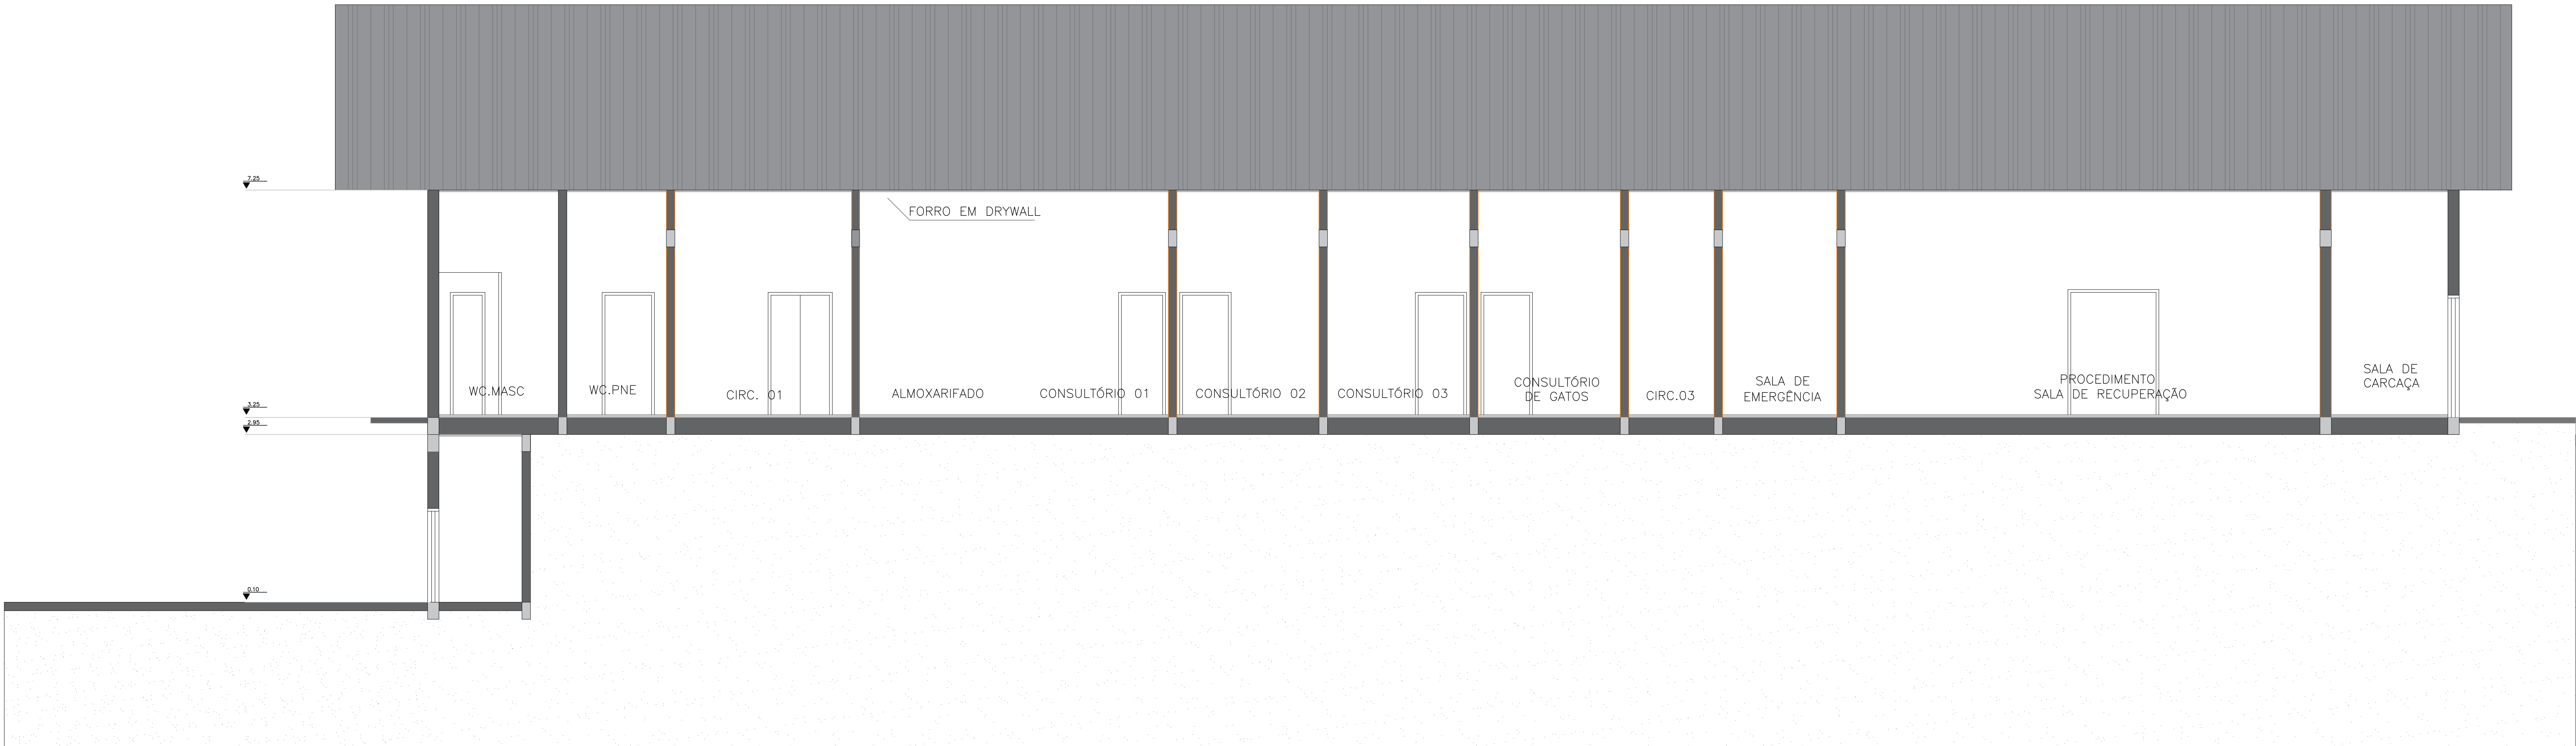 7.25
FORRO EM DRYWALL
3.25
2.95
0.10
WC.MASC
WC.PNE
CIRC. 01
ALMOXARIFADO
CONSULTÓRIO 01
CONSULTÓRIO 02
CONSULTÓRIO 03
CONSULTÓRIO
DE GATOS
CIRC.03
SALA DE
EMERGÊNCIA
PROCEDIMENTO
SALA DE RECUPERAÇÃO
SALA DE
CARCAÇA